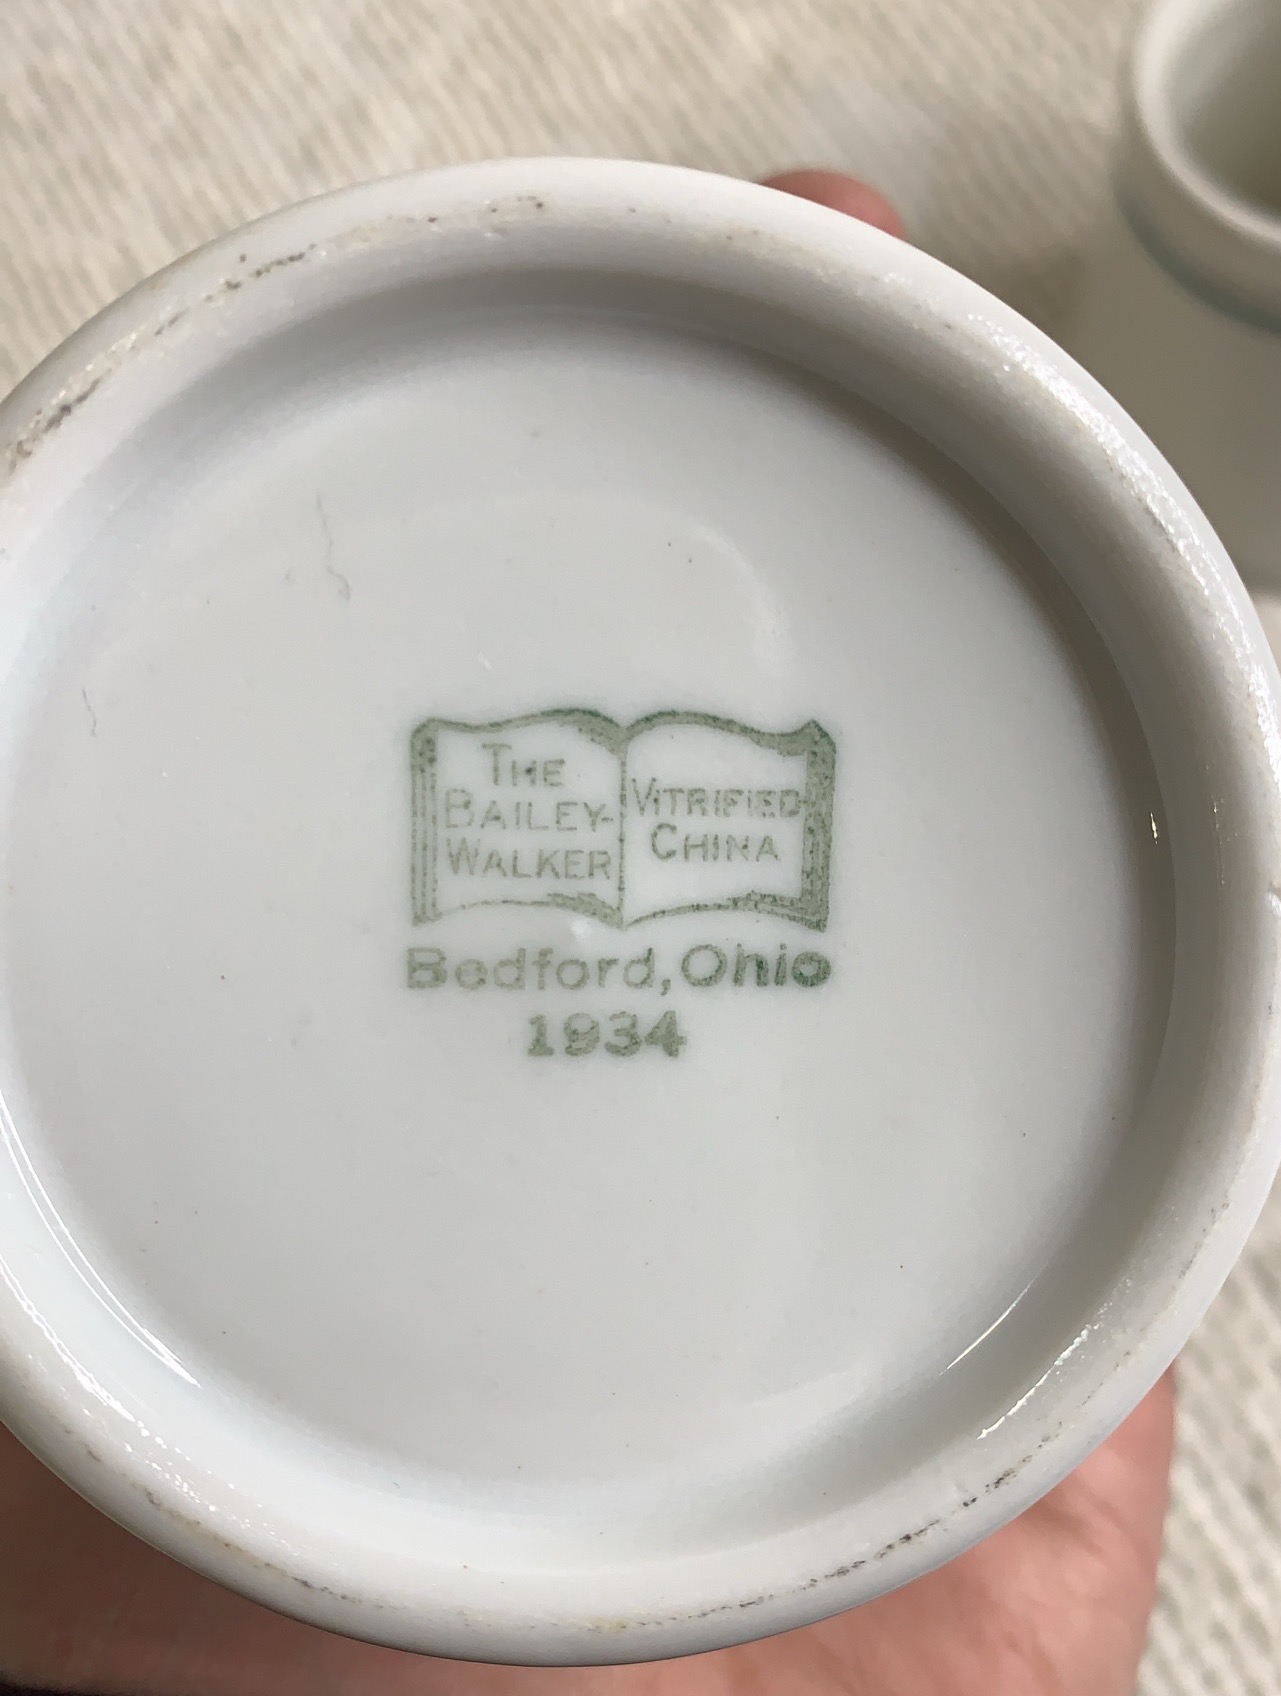 THE
BAILEY-
WALKER
VITRIFIED
CHINA
Bedford, Ohio
1934